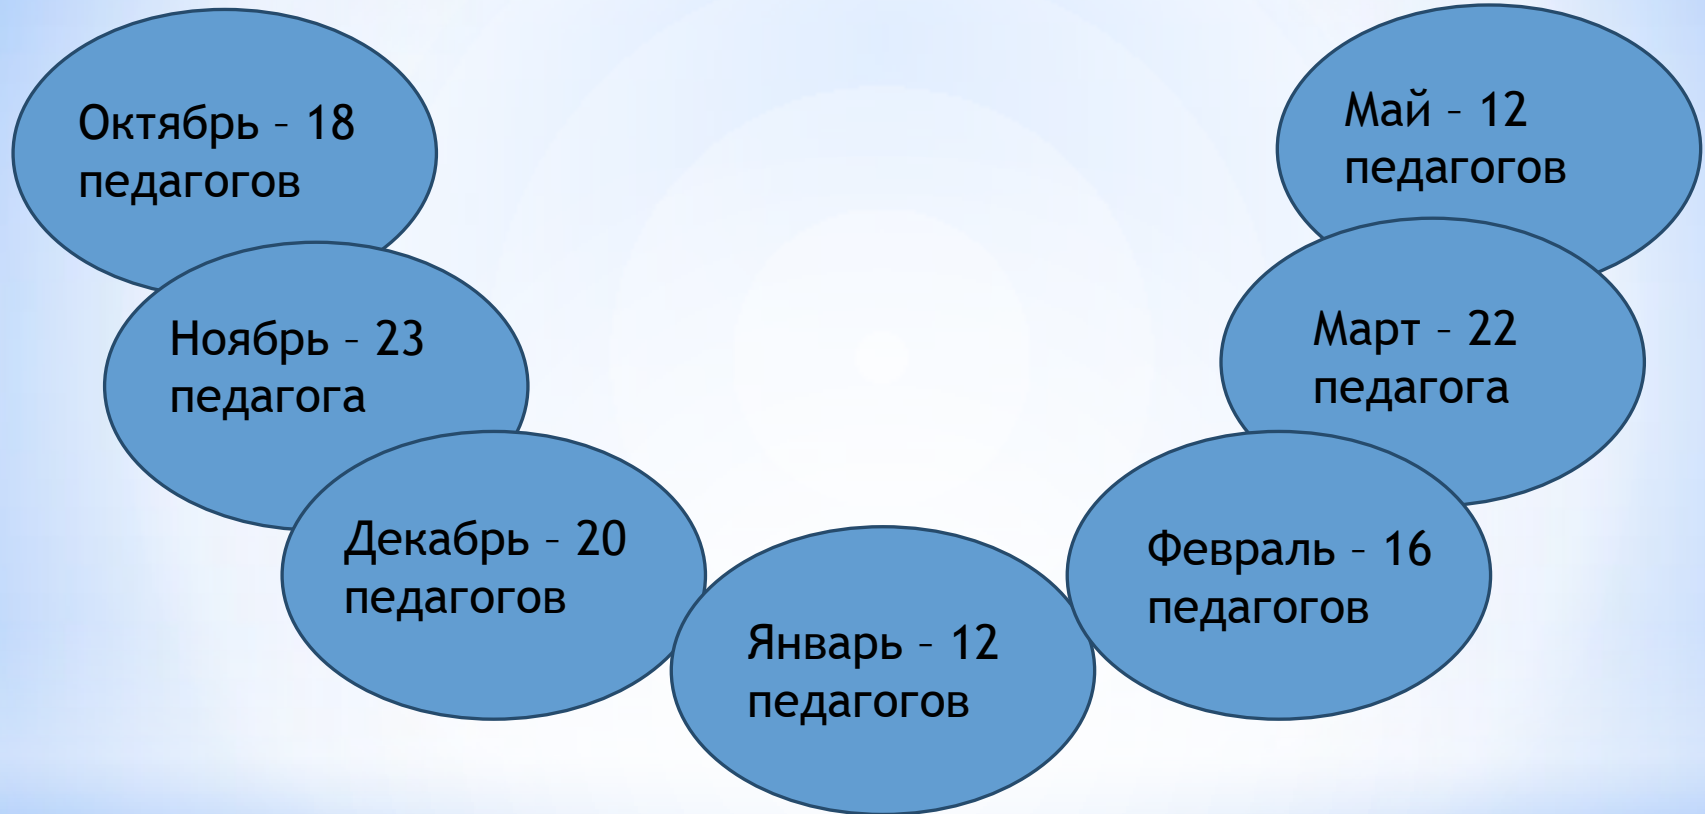 Октябрь – 18
педагогов
Ноябрь – 23
педагога
Декабрь – 20
педагогов
Январь – 12
педагогов
Февраль – 16
педагогов
Март – 22
педагога
Май – 12
педагогов